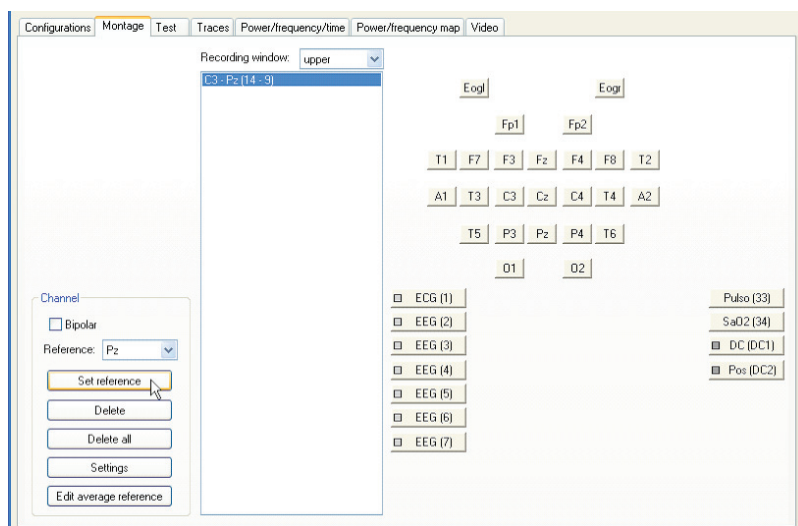 Configurations Montage Test Traces Power/frequency/time Power/frequency map Video
Recording window: upper
C3 - Pz (14 - 9)
Eogl Eogr
Fp1 Fp2
T1 F7 F3 Fz F4 F8 T2
A1 T3 C3 Cz C4 T4 A2
T5 P3 Pz P4 T6
O1 O2
Channel
Bipolar
Reference: Pz
Set reference
Delete
Delete all
Settings
Edit average reference
ECG (1)
EEG (2)
EEG (3)
EEG (4)
EEG (5)
EEG (6)
EEG (7)
Pulso (33)
SaO2 (34)
DC (DC1)
Pos (DC2)